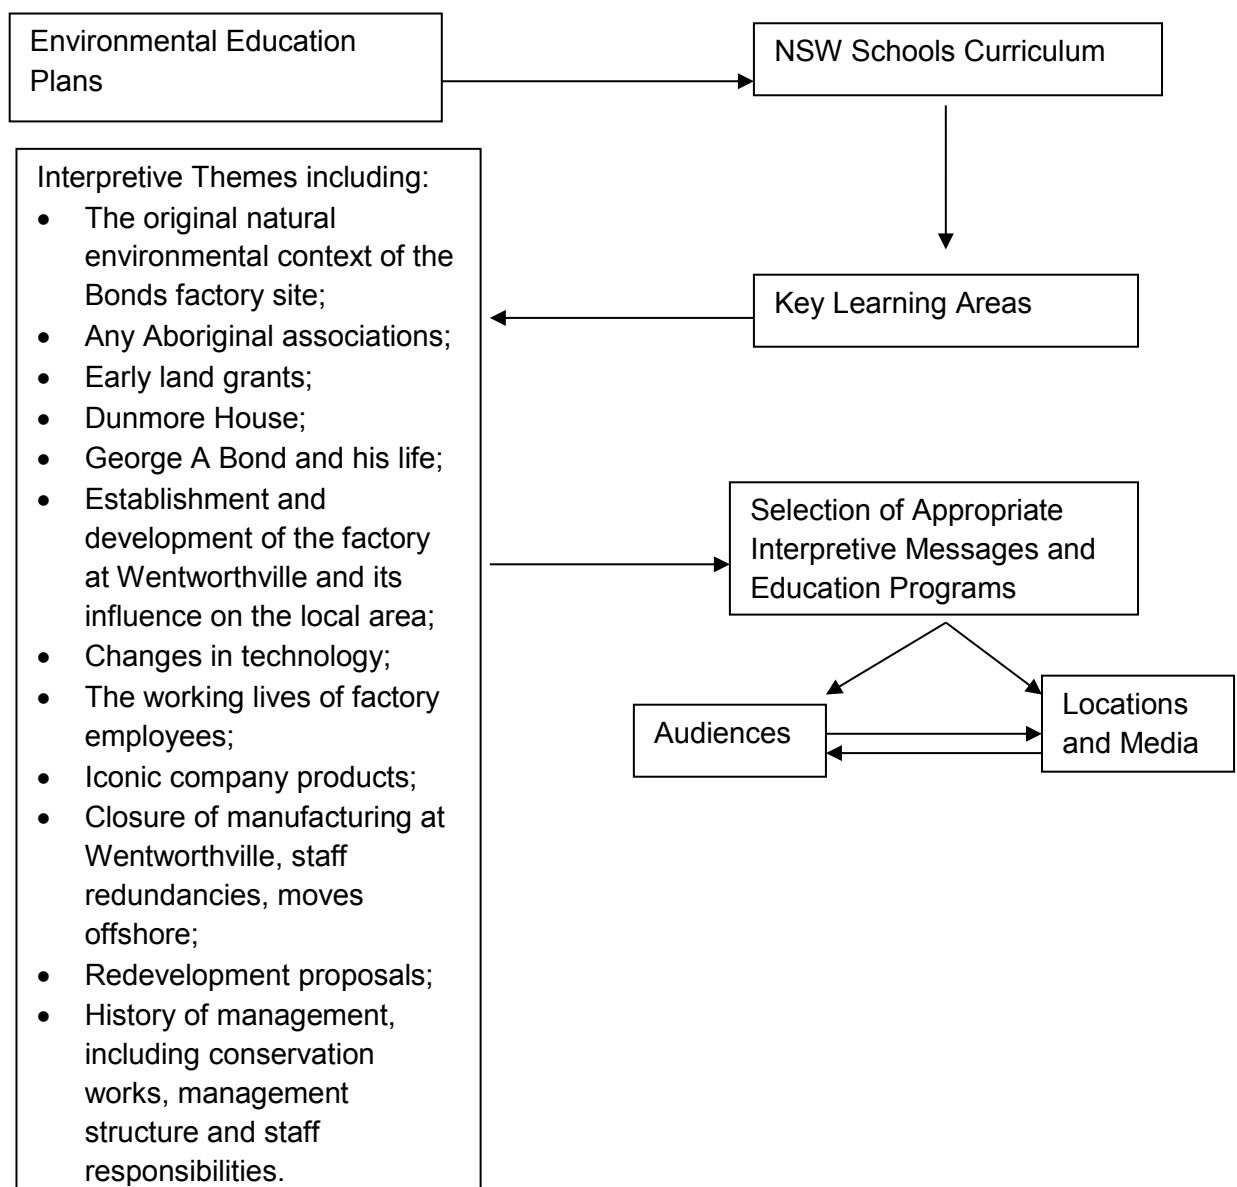 Environmental Education
Plans
NSW Schools Curriculum
Interpretive Themes including:
• The original natural
environmental context of the
Bonds factory site;
• Any Aboriginal associations;
• Early land grants;
• Dunmore House;
• George A Bond and his life;
• Establishment and
development of the factory
at Wentworthville and its
influence on the local area;
• Changes in technology;
• The working lives of factory
employees;
• Iconic company products;
• Closure of manufacturing at
Wentworthville, staff
redundancies, moves
offshore;
• Redevelopment proposals;
• History of management,
including conservation
works, management
structure and staff
responsibilities.
Key Learning Areas
Selection of Appropriate
Interpretive Messages and
Education Programs
Audiences
Locations
and Media